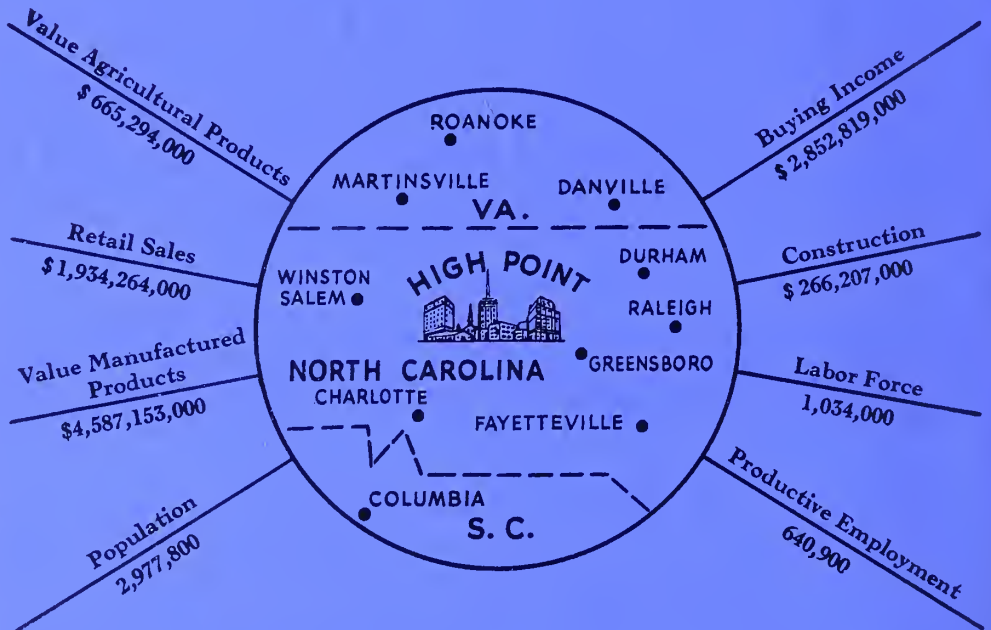 Value Agricultural Products
$ 665,294,000
Retail Sales
$1,934,264,000
Value Manufactured
Products
$4,587,153,000
Population
2,977,800
ROANOKE
MARTINSVILLE
DANVILLE
VA.
WINSTON
SALEM
HIGH POINT
DURHAM
RALEIGH
GREENSBORO
NORTH CAROLINA
CHARLOTTE
FAYETTEVILLE
COLUMBIA
S. C.
Buying Income
$ 2,852,819,000
Construction
$ 266,207,000
Labor Force
1,034,000
Productive Employment
640,900